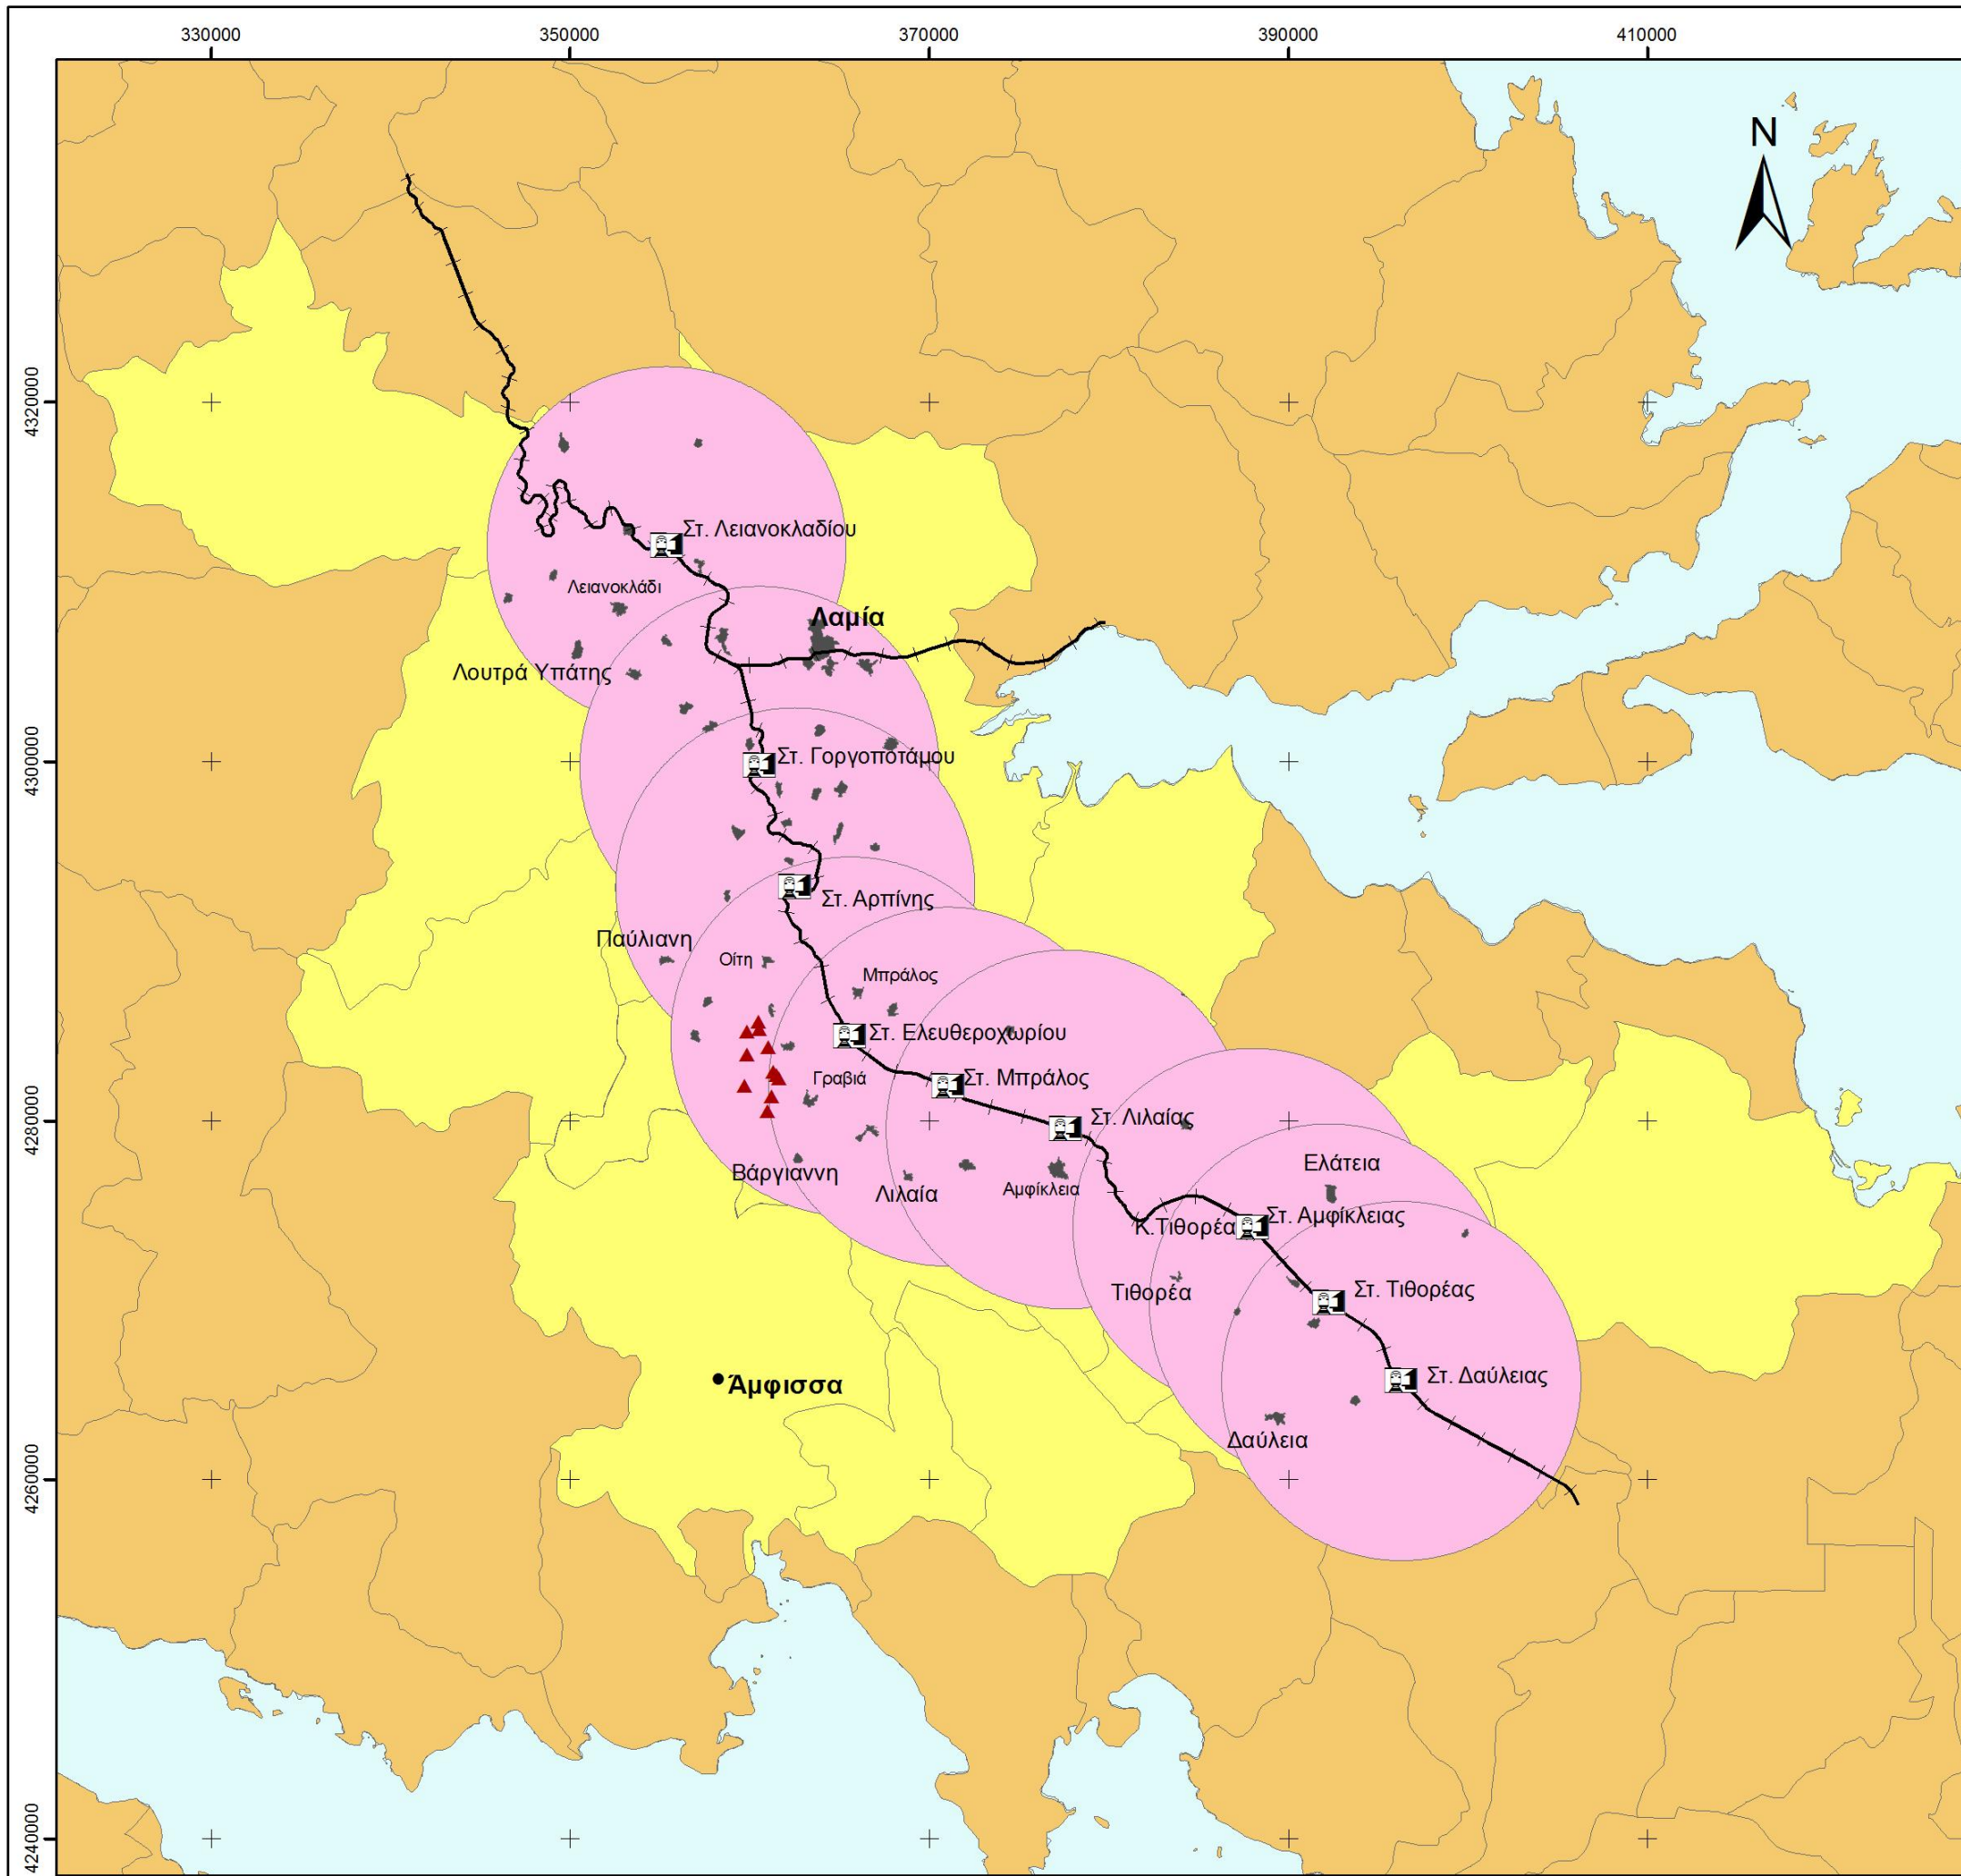 330000 350000 370000 390000 410000
N
4320000
Στ. Λειανοκλαδίου
Λειανοκλάδι
Λαμία
Λουτρά Υπάτης
4300000
Στ. Γοργοποτάμου
Στ. Αρπίνης
Παύλιανη
Οίτη
Μπράλος
Στ. Ελευθεροχωρίου
Γραβιά
Στ. Μπράλος
4280000
Στ. Λιλαίας
Βάργιαννη
Λιλαία
Αμφίκλεια
Ελάτεια
Κ.Τιθορέα
Στ. Αμφίκλειας
Τιθορέα
Στ. Τιθορέας
Άμφισσα
Στ. Δαύλειας
Δαύλεια
4260000
4240000